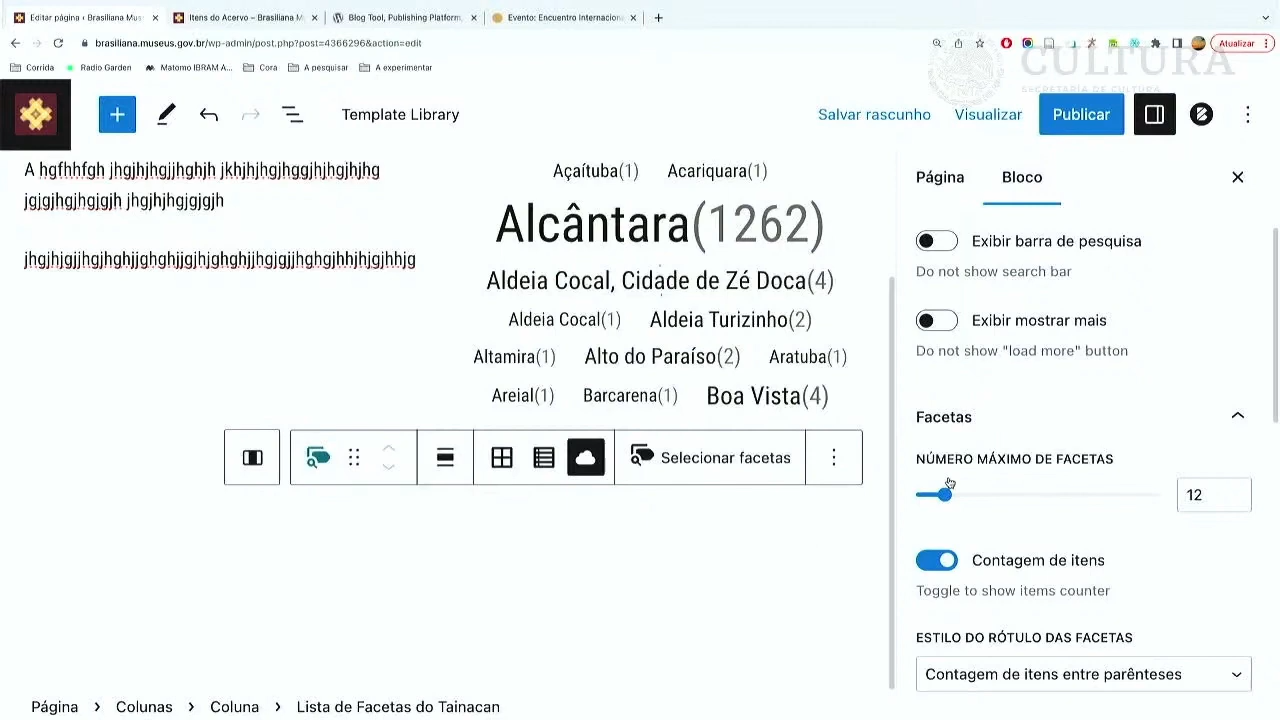 Editar página ‹ Brasiliana Mus
Itens do Acervo – Brasiliana M
Blog Tool, Publishing Platform,
Evento: Encuentro Internacion
brasiliana.museus.gov.br/wp-admin/post.php?post=4366296&action=edit
Atualizar
Corrida
Radio Garden
Matomo IBRAM A...
Cora
A pesquisar
A experimentar
CULTURA
SECRETARÍA DE CULTURA
Template Library
Salvar rascunho
Visualizar
Publicar
A hgfhhfgh jhgjhjhgjjhghjh jkhjhjhgjhggjhjhgjhjhg
jgjgjhgjhgjgjh jhgjhjhgjgjgjh
Açaítuba(1) Acariquara(1)
Alcântara(1262)
Aldeia Cocal, Cidade de Zé Doca(4)
Aldeia Cocal(1) Aldeia Turizinho(2)
Altamira(1) Alto do Paraíso(2) Aratuba(1)
Areial(1) Barcarena(1) Boa Vista(4)
Selecionar facetas
Página
Bloco
Exibir barra de pesquisa
Do not show search bar
Exibir mostrar mais
Do not show "load more" button
Facetas
NÚMERO MÁXIMO DE FACETAS
12
Contagem de itens
Toggle to show items counter
ESTILO DO RÓTULO DAS FACETAS
Contagem de itens entre parênteses
Página › Colunas › Coluna › Lista de Facetas do Tainacan